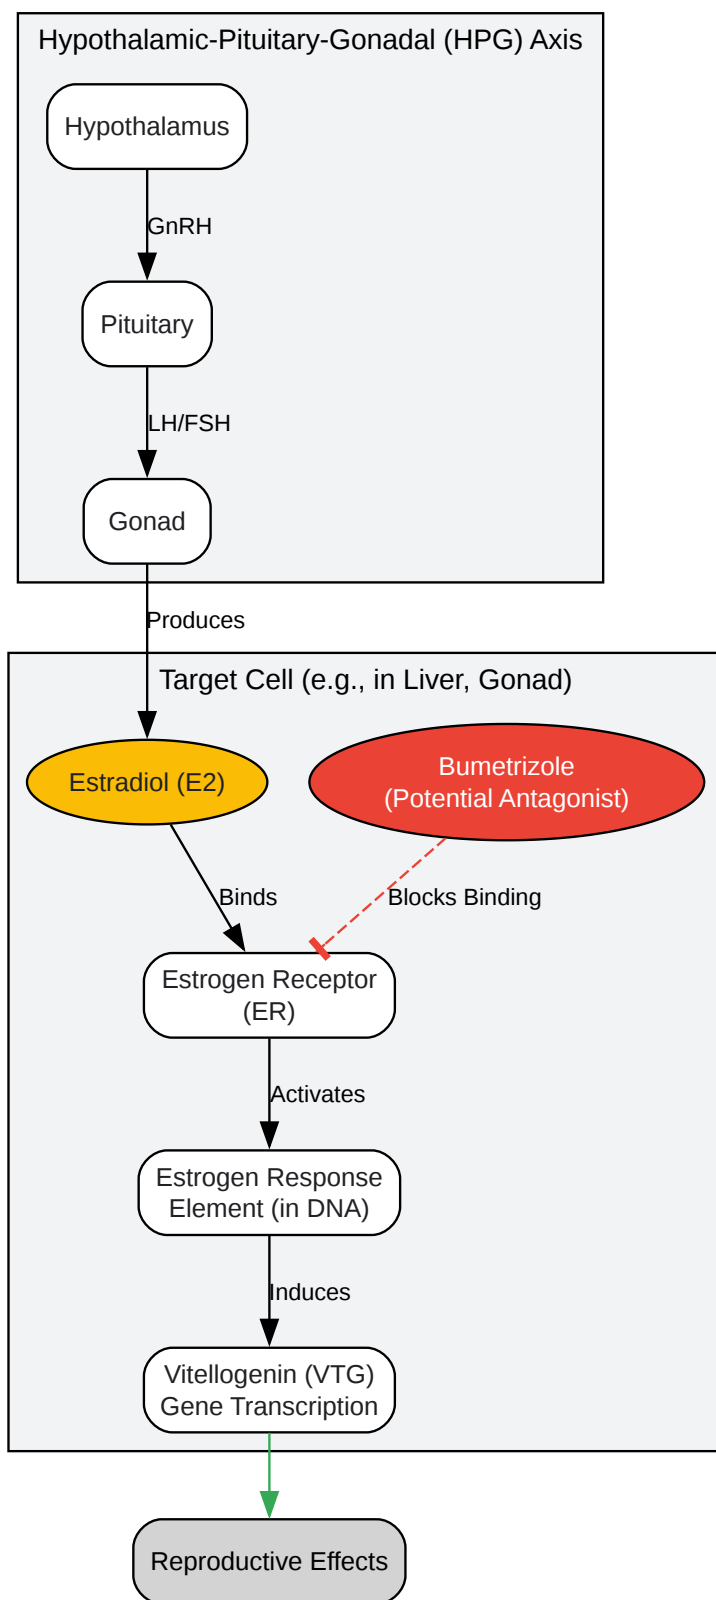 Hypothalamic-Pituitary-Gonadal (HPG) Axis
Hypothalamus
GnRH
Pituitary
LH/FSH
Gonad
Produces
Target Cell (e.g., in Liver, Gonad)
Estradiol (E2)
Bumetrizole
(Potential Antagonist)
Binds
Blocks Binding
Estrogen Receptor
(ER)
Activates
Estrogen Response
Element (in DNA)
Induces
Vitellogenin (VTG)
Gene Transcription
Reproductive Effects